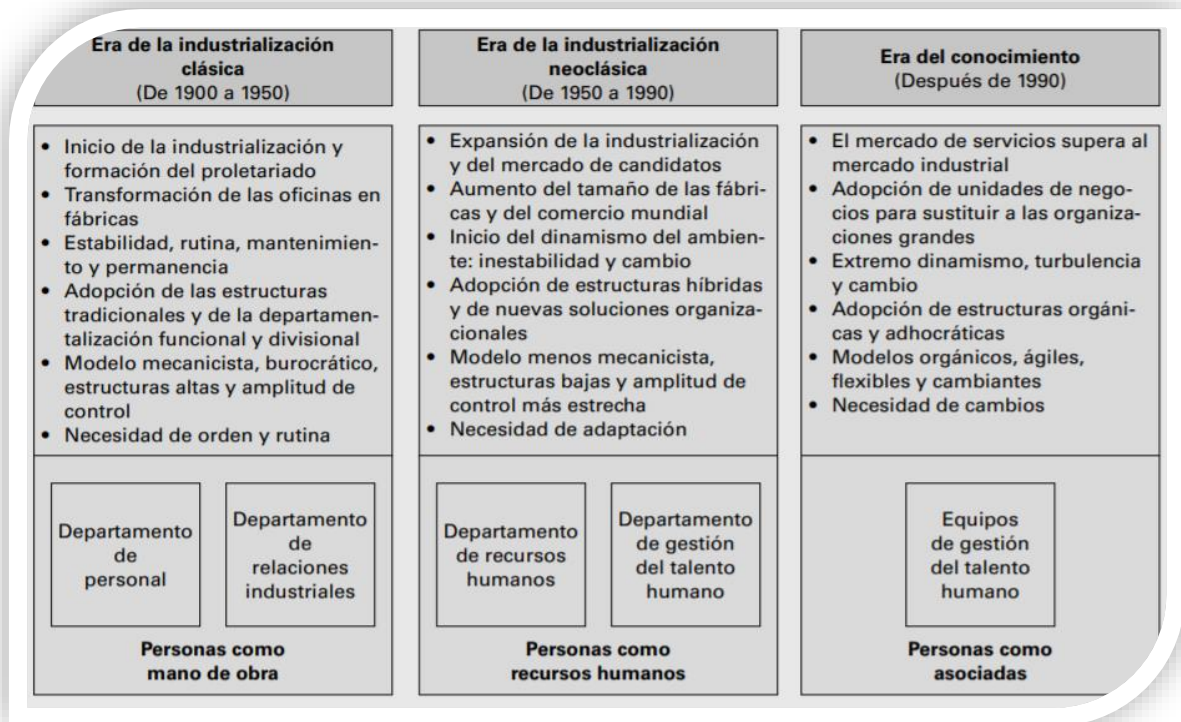 Era de la industrialización
clásica
(De 1900 a 1950)
• Inicio de la industrialización y
formación del proletariado
• Transformación de las oficinas en
fábricas
• Estabilidad, rutina, mantenimien-
to y permanencia
• Adopción de las estructuras
tradicionales y de la departamen-
talización funcional y divisional
• Modelo mecanicista, burocrático,
estructuras altas y amplitud de
control
• Necesidad de orden y rutina
Departamento
de
personal
Departamento
de
relaciones
industriales
Personas como
mano de obra
Era de la industrialización
neoclásica
(De 1950 a 1990)
• Expansión de la industrialización
y del mercado de candidatos
• Aumento del tamaño de las fábri-
cas y del comercio mundial
• Inicio del dinamismo del ambien-
te: inestabilidad y cambio
• Adopción de estructuras híbridas
y de nuevas soluciones organiza-
cionales
• Modelo menos mecanicista,
estructuras bajas y amplitud de
control más estrecha
• Necesidad de adaptación
Departamento
de recursos
humanos
Departamento
de gestión
del talento
humano
Personas como
recursos humanos
Era del conocimiento
(Después de 1990)
• El mercado de servicios supera al
mercado industrial
• Adopción de unidades de nego-
cios para sustituir a las organiza-
ciones grandes
• Extremo dinamismo, turbulencia
y cambio
• Adopción de estructuras orgáni-
cas y adhocráticas
• Modelos orgánicos, ágiles,
flexibles y cambiantes
• Necesidad de cambios
Equipos
de gestión
del talento
humano
Personas como
asociadas